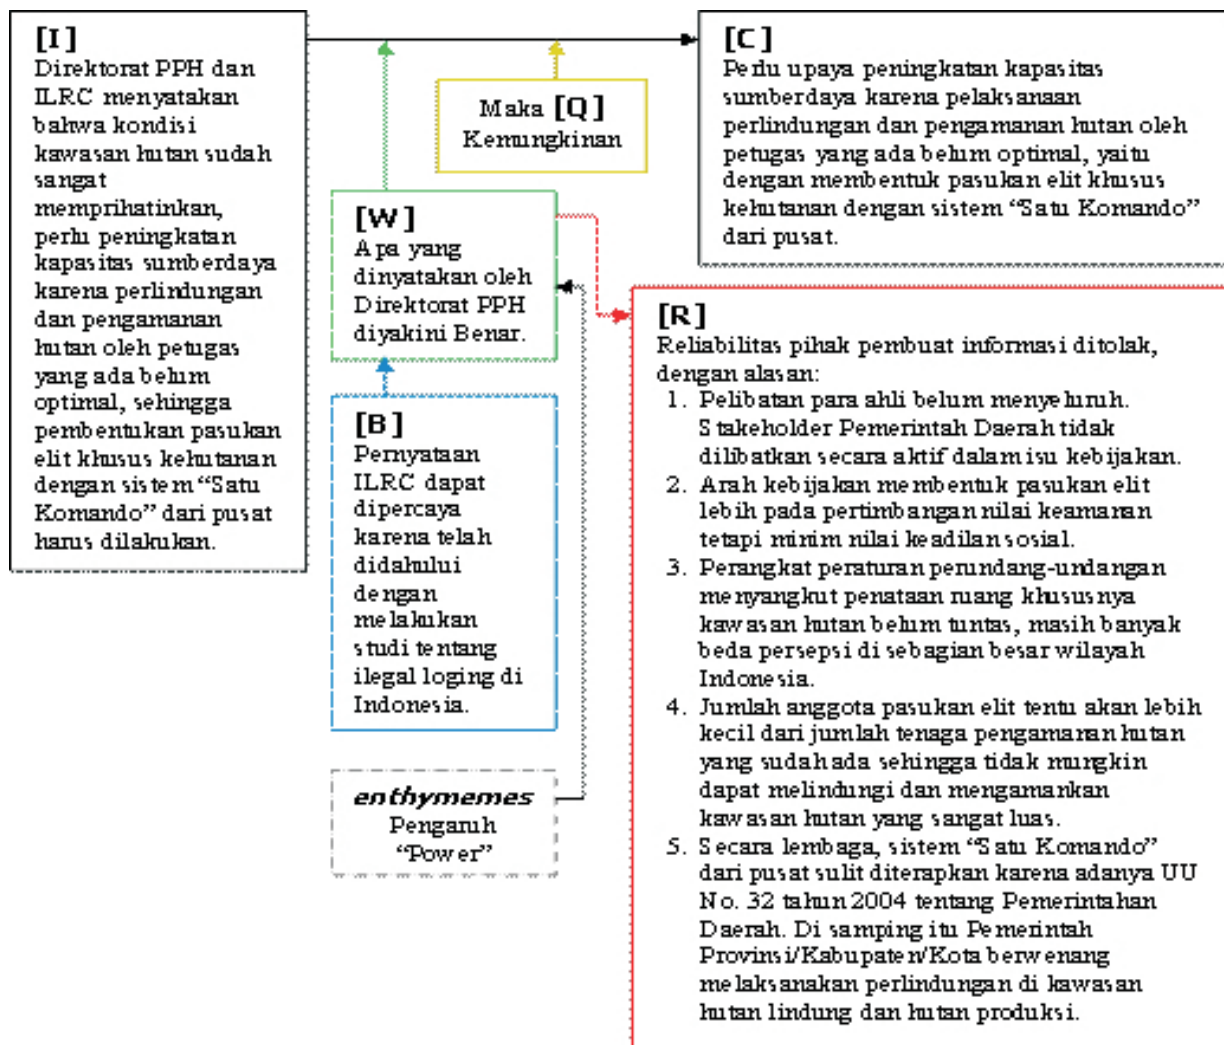 [I]
Direktorat PPH dan
ILRC menyatakan
bahwa kondisi
kawasan hutan sudah
sangat
memprihatinkan,
perlu peningkatan
kapasitas sumberdaya
karena perlindungan
dan pengamanan
hutan oleh petugas
yang ada belum
optimal, sehingga
pembentukan pasukan
elit khusus kehutanan
dengan sistem “Satu
Komando” dari pusat
harus dilakukan.
Maka [Q]
Kemungkinan
[C]
Perlu upaya peningkatan kapasitas
sumberdaya karena pelaksanaan
perlindungan dan pengamanan hutan oleh
petugas yang ada belum optimal, yaitu
dengan membentuk pasukan elit khusus
kehutanan dengan sistem “Satu Komando”
dari pusat.
[W]
Apa yang
dinyatakan oleh
Direktorat PPH
diyakini Benar.
[B]
Pernyataan
ILRC dapat
dipercaya
karena telah
didahului
dengan
melakukan
studi tentang
ilegal loging di
Indonesia.
enthymemes
Pengaruh
“Power”
[R]
Reliabilitas pihak pembuat informasi ditolak,
dengan alasan:
1. Pelibatan para ahli belum menyeluruh.
Stakeholder Pemerintah Daerah tidak
dilibatkan secara aktif dalam isu kebijakan.
2. Arah kebijakan membentuk pasukan elit
lebih pada pertimbangan nilai keamanan
tetapi minim nilai keadilan sosial.
3. Perangkat peraturan perundang-undangan
menyangkut penataan ruang khususnya
kawasan hutan belum tuntas, masih banyak
beda persepsi di sebagian besar wilayah
Indonesia.
4. Jumlah anggota pasukan elit tentu akan lebih
kecil dari jumlah tenaga pengamanan hutan
yang sudah ada sehingga tidak mungkin
dapat melindungi dan mengamankan
kawasan hutan yang sangat luas.
5. Secara lembaga, sistem “Satu Komando”
dari pusat sulit diterapkan karena adanya UU
No. 32 tahun 2004 tentang Pemerintahan
Daerah. Di samping itu Pemerintah
Provinsi/Kabupaten/Kota berwenang
melaksanakan perlindungan di kawasan
hutan lindung dan hutan produksi.